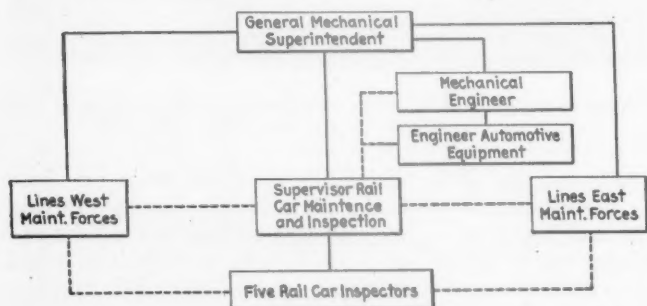 General Mechanical
Superintendent
Mechanical
Engineer
Engineer Automotive
Equipment
Lines West
Maint. Forces
Supervisor Rail
Car Maintence
and Inspection
Lines East
Maint. Forces
Five Rail Car Inspectors